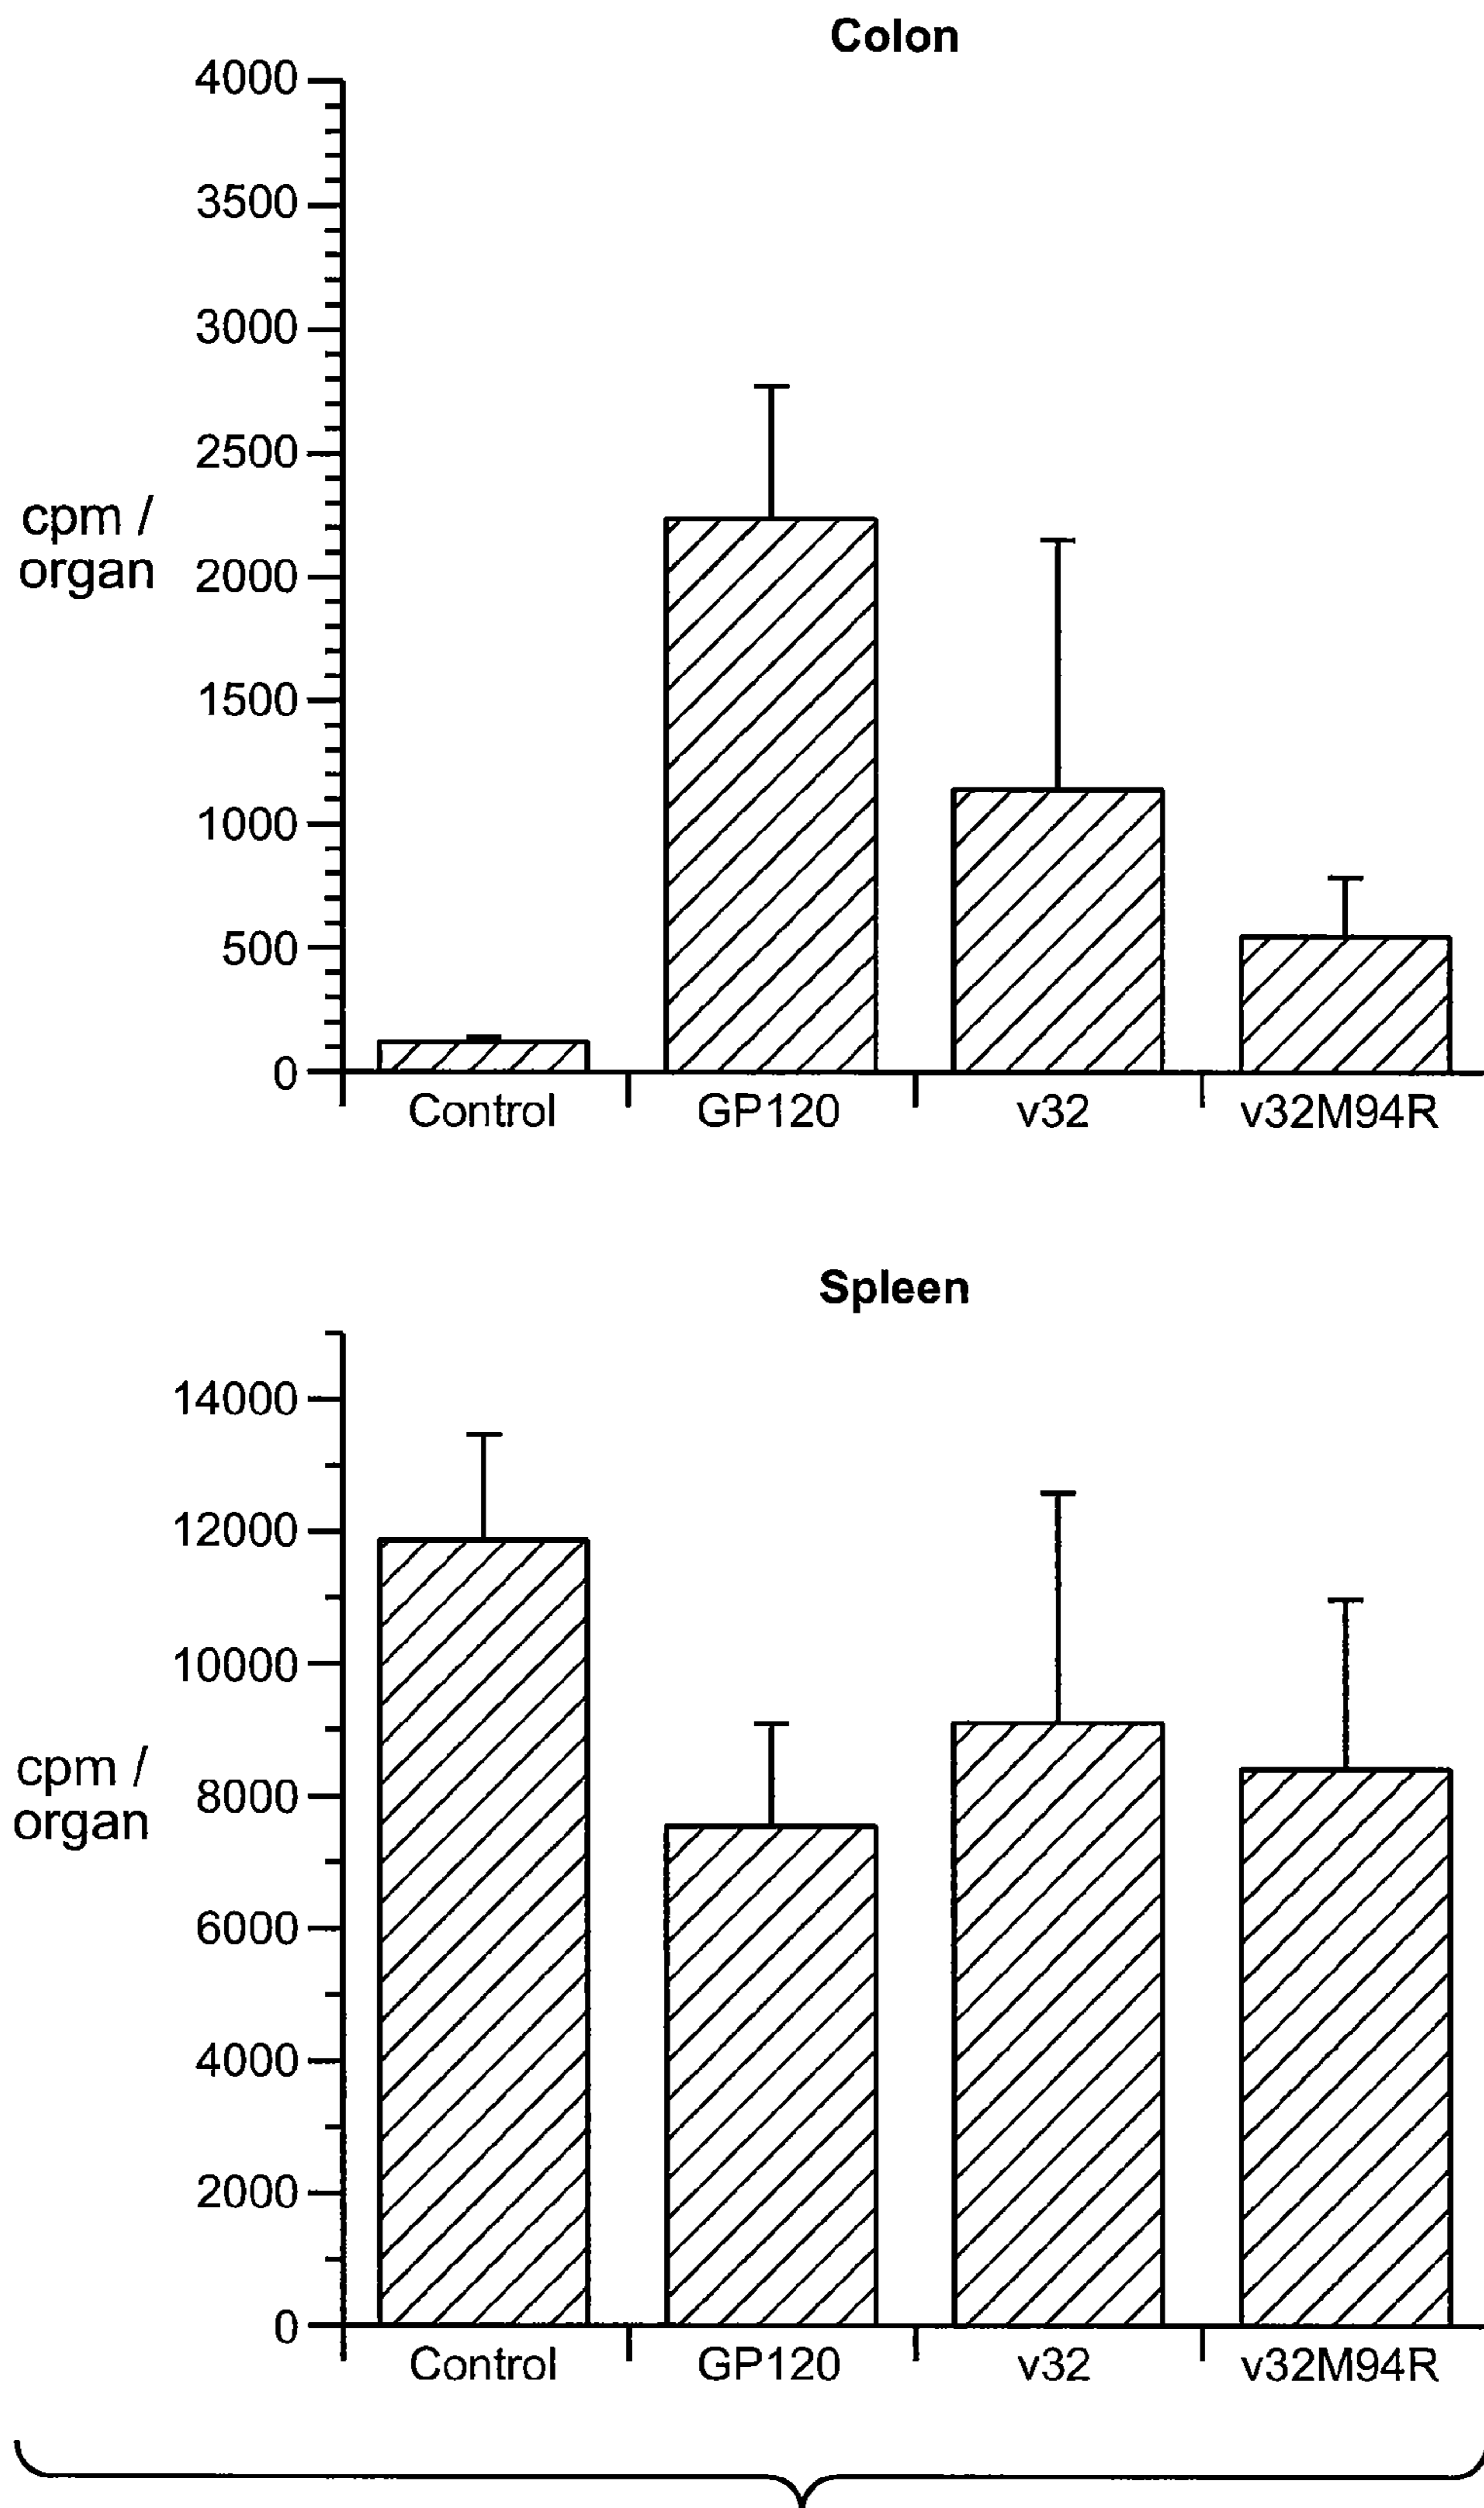 Colon
4000
3500
3000
2500
cpm /
organ
2000
1500
1000
500
0
Control GP120 v32 v32M94R
Spleen
14000
12000
10000
cpm /
organ
8000
6000
4000
2000
0
Control GP120 v32 v32M94R